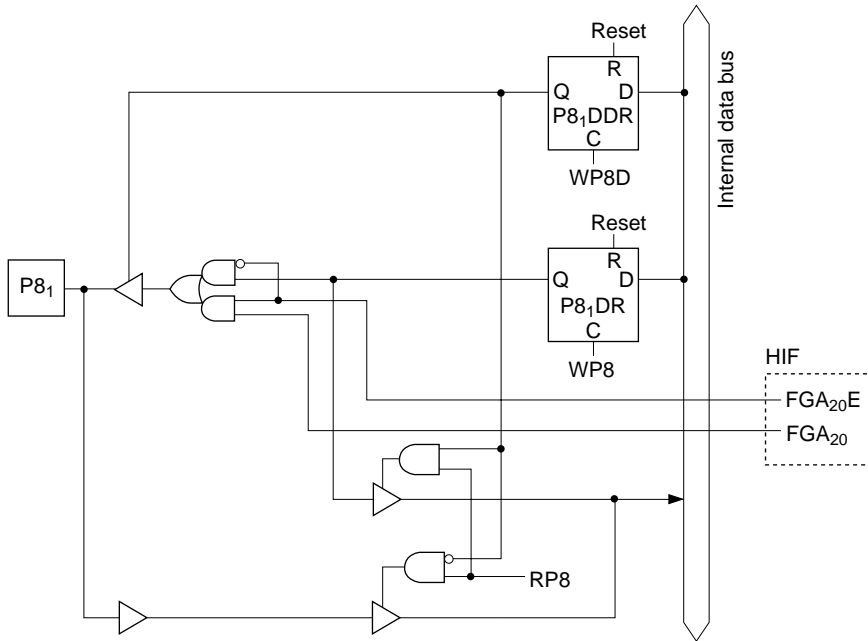 Reset
R
Q D
P8₁DDR
C
WP8D
Internal data bus
Reset
R
Q D
P8₁DR
C
WP8
P8₁
HIF
FGA₂₀E
FGA₂₀
RP8